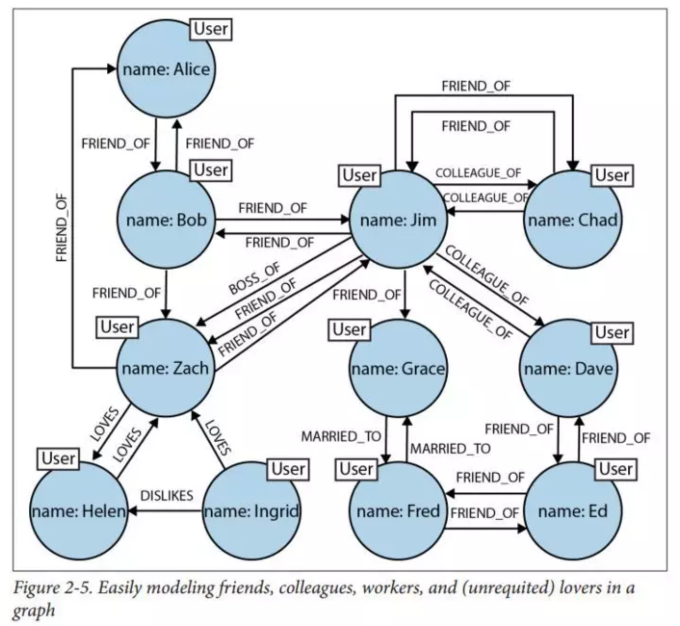 User
name: Alice
FRIEND_OF
FRIEND_OF
FRIEND_OF
User
name: Bob
FRIEND_OF
FRIEND_OF
User
name: Jim
FRIEND_OF
FRIEND_OF
COLLEAGUE_OF
COLLEAGUE_OF
User
name: Chad
FRIEND_OF
BOSS_OF
FRIEND_OF
FRIEND_OF
FRIEND_OF
COLLEAGUE_OF
COLLEAGUE_OF
User
name: Zach
User
name: Grace
User
name: Dave
LOVES
LOVES
LOVES
MARRIED_TO
MARRIED_TO
FRIEND_OF
FRIEND_OF
User
name: Helen
DISLIKES
User
name: Ingrid
User
name: Fred
FRIEND_OF
FRIEND_OF
User
name: Ed
Figure 2-5. Easily modeling friends, colleagues, workers, and (unrequited) lovers in a
graph